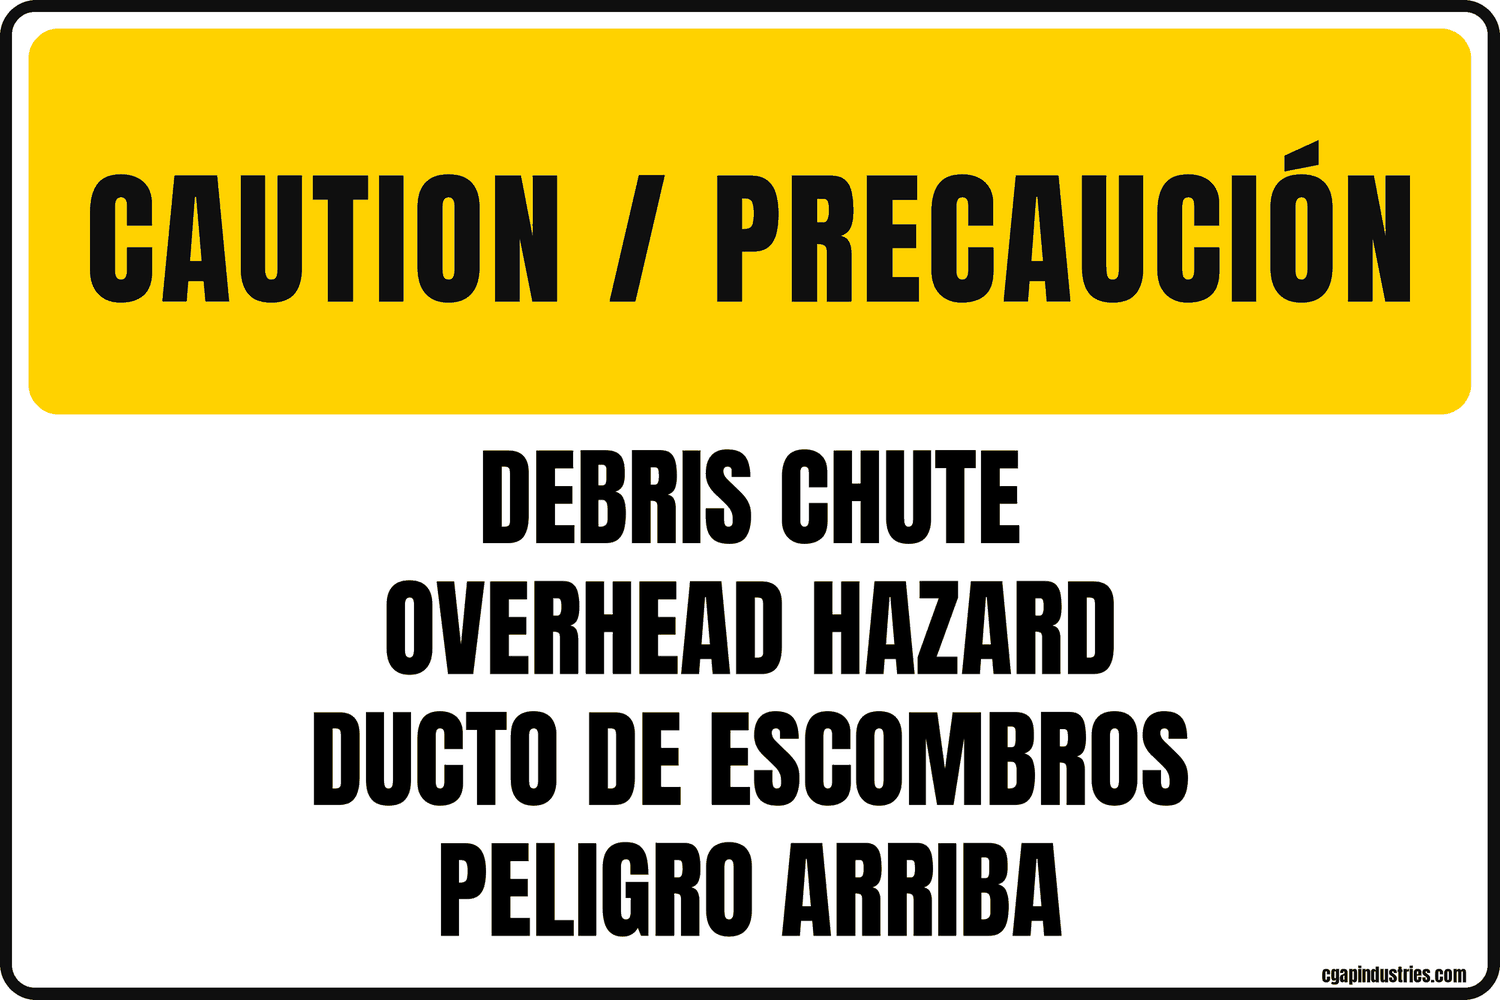 CAUTION / PRECAUCIÓN
DEBRIS CHUTE
OVERHEAD HAZARD
DUCTO DE ESCOMBROS
PELIGRO ARRIBA
cgapindustries.com